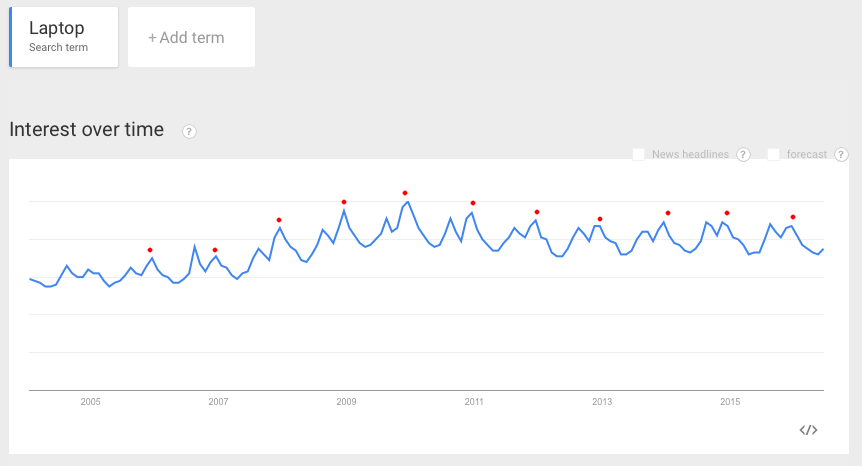 Laptop
Search term
+ Add term
Interest over time ?
News headlines ? forecast ?
2005 2007 2009 2011 2013 2015
</>